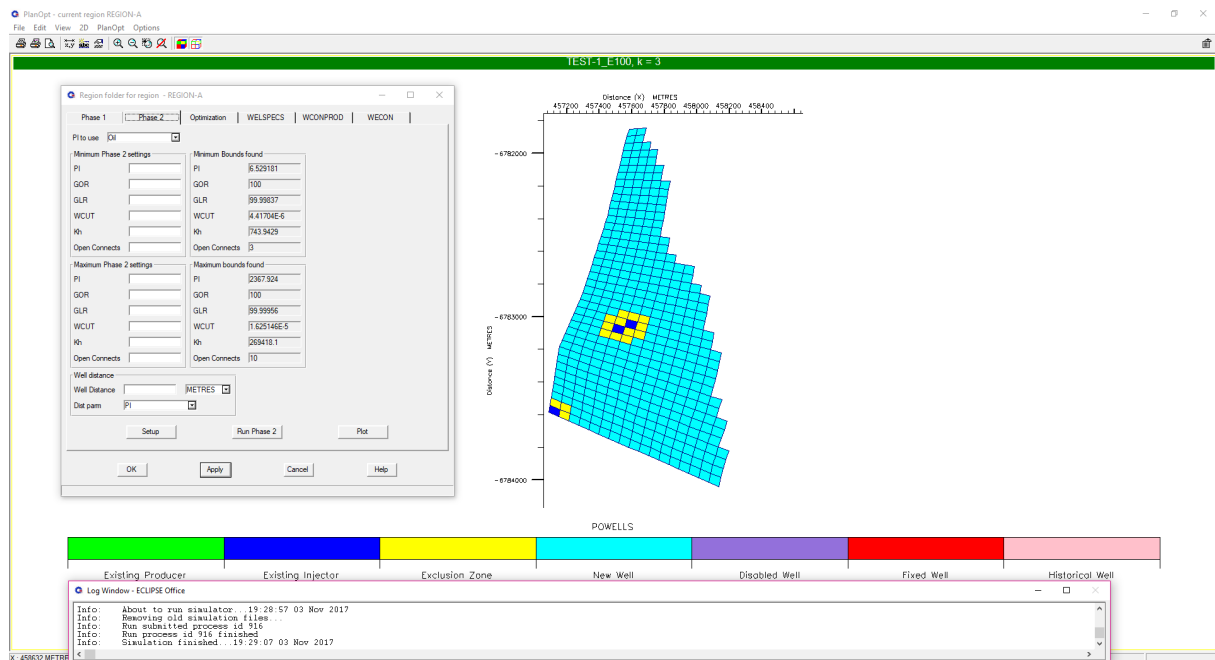 PlanOpt - current region REGION-A
File Edit View 2D PlanOpt Options
TEST-1_E100, k = 3
Region folder for region - REGION-A
Phase 1 Phase 2 Optimization WELSPECS WCONPROD WECON
PI to use Oil
Minimum Phase 2 settings Minimum Bounds found
PI PI 6.529181
GOR GOR 100
GLR GLR 99.99837
WCUT WCUT 4.41704E-6
Kh Kh 743.9429
Open Connects Open Connects 3
Maximum Phase 2 settings Maximum bounds found
PI PI 2367.924
GOR GOR 100
GLR GLR 99.99956
WCUT WCUT 1.625146E-5
Kh Kh 269418.1
Open Connects Open Connects 10
Well distance
Well Distance METRES
Dist parm PI
Setup Run Phase 2 Plot
OK Apply Cancel Help
Distance (X) METRES
457200 457400 457600 457800 458000 458200 458400
-6782000
-6783000
-6784000
Distance (Y) METRES
POWELLS
Existing Producer Existing Injector Exclusion Zone New Well Disabled Well Fixed Well Historical Well
Log Window - ECLIPSE Office
Info: About to run simulator...19:28:57 03 Nov 2017
Info: Removing old simulation files...
Info: Run submitted process id 916
Info: Run process id 916 finished
Info: Simulation finished...19:29:07 03 Nov 2017
X : 458632 METRE